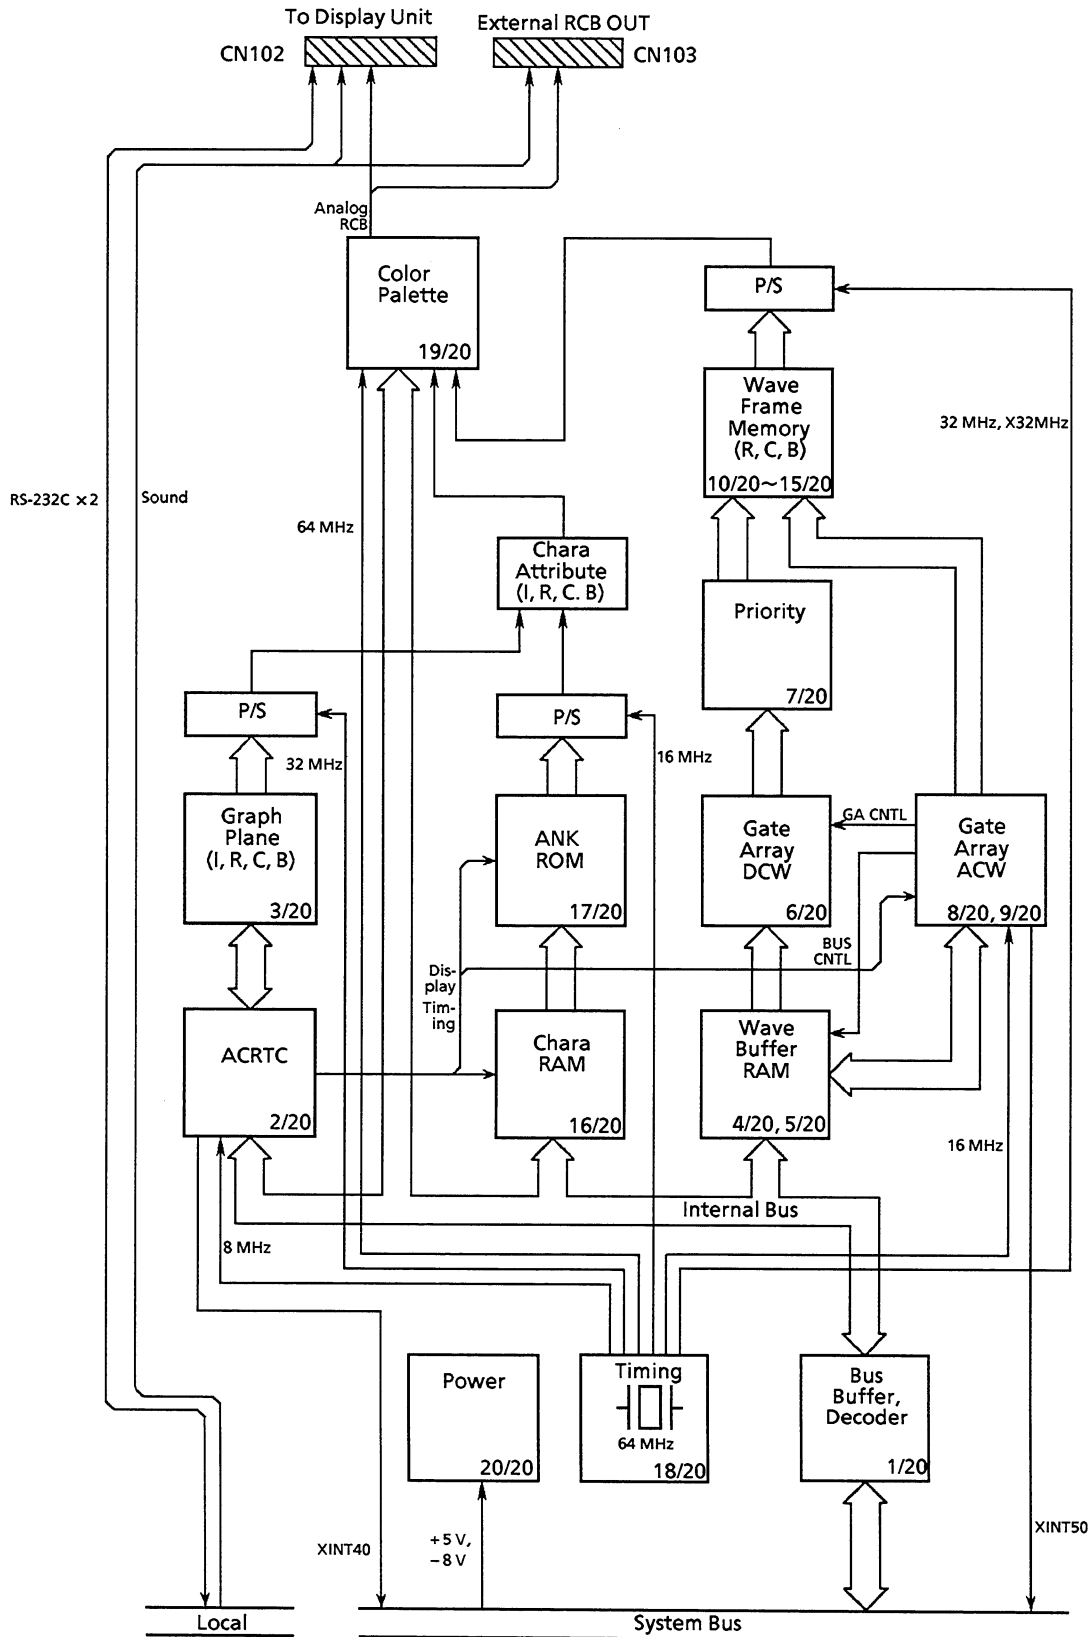 To Display Unit
External RCB OUT
CN102
CN103
Analog
RCB
Color
Palette
19/20
P/S
Wave
Frame
Memory
(R, C, B)
10/20~15/20
32 MHz, X32MHz
RS-232C ×2
Sound
64 MHz
Chara
Attribute
(I, R, C. B)
Priority
7/20
P/S
P/S
32 MHz
16 MHz
Graph
Plane
(I, R, C, B)
3/20
ANK
ROM
17/20
Gate
Array
DCW
6/20
GA CNTL
Gate
Array
ACW
8/20, 9/20
BUS
CNTL
Dis-
play
Tim-
ing
ACRTC
2/20
Chara
RAM
16/20
Wave
Buffer
RAM
4/20, 5/20
16 MHz
Internal Bus
8 MHz
Power
20/20
Timing
64 MHz
18/20
Bus
Buffer,
Decoder
1/20
XINT40
+5 V,
−8 V
XINT50
Local
System Bus